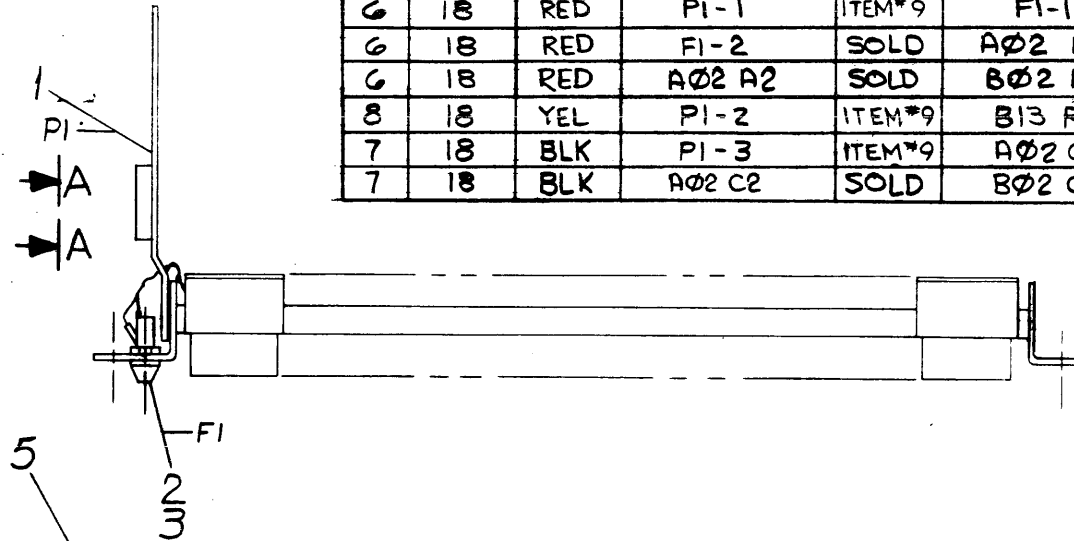 6 18 RED P1-1 ITEM#9 F1-1
6 18 RED F1-2 SOLD AØ2
6 18 RED AØ2 A2 SOLD BØ2
8 18 YEL P1-2 ITEM#9 B13
7 18 BLK P1-3 ITEM#9 AØ2
7 18 BLK AØ2 C2 SOLD BØ2
1
P1
A
A
F1
5
2
3